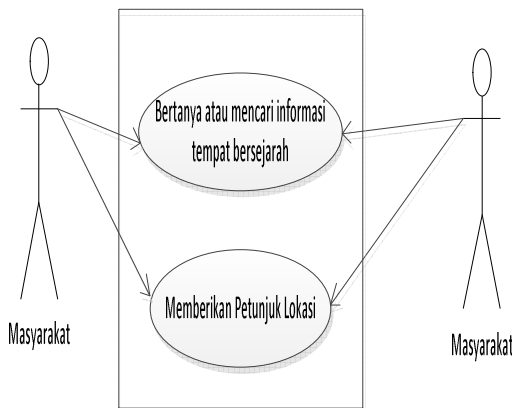 Bertanya atau mencari informasi
tempat bersejarah
Memberikan Petunjuk Lokasi
Masyarakat
Masyarakat